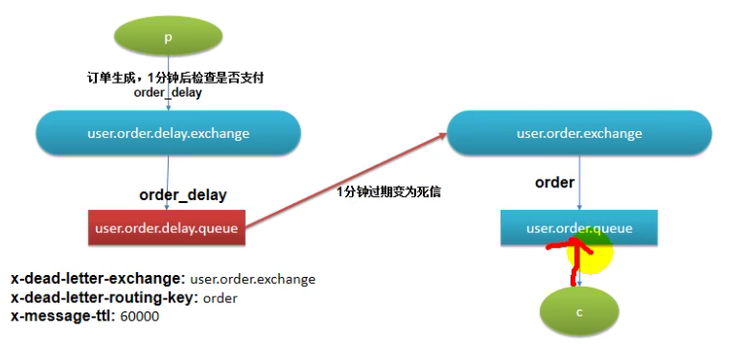 p
订单生成，1分钟后检查是否支付
order_delay
user.order.delay.exchange
user.order.exchange
order_delay
1分钟过期变为死信
order
user.order.delay.queue
user.order.queue
x-dead-letter-exchange: user.order.exchange
x-dead-letter-routing-key: order
x-message-ttl: 60000
c